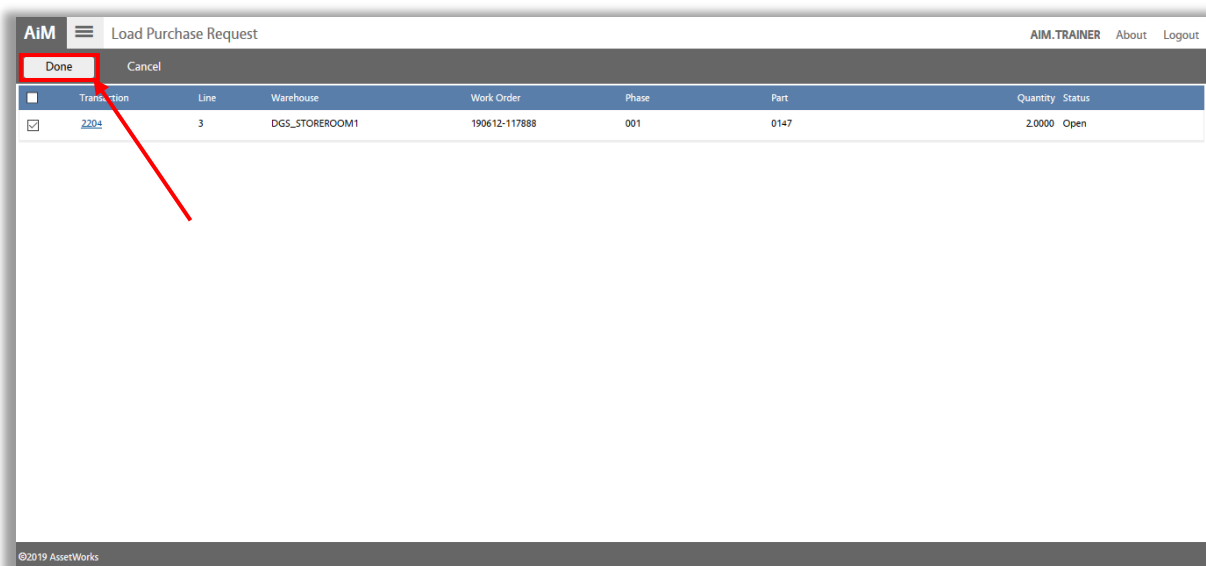 AiM Load Purchase Request AIM.TRAINER About Logout
Done Cancel
Transaction Line Warehouse Work Order Phase Part Quantity Status
2204 3 DGS_STOREROOM1 190612-117888 001 0147 2.0000 Open
©2019 AssetWorks